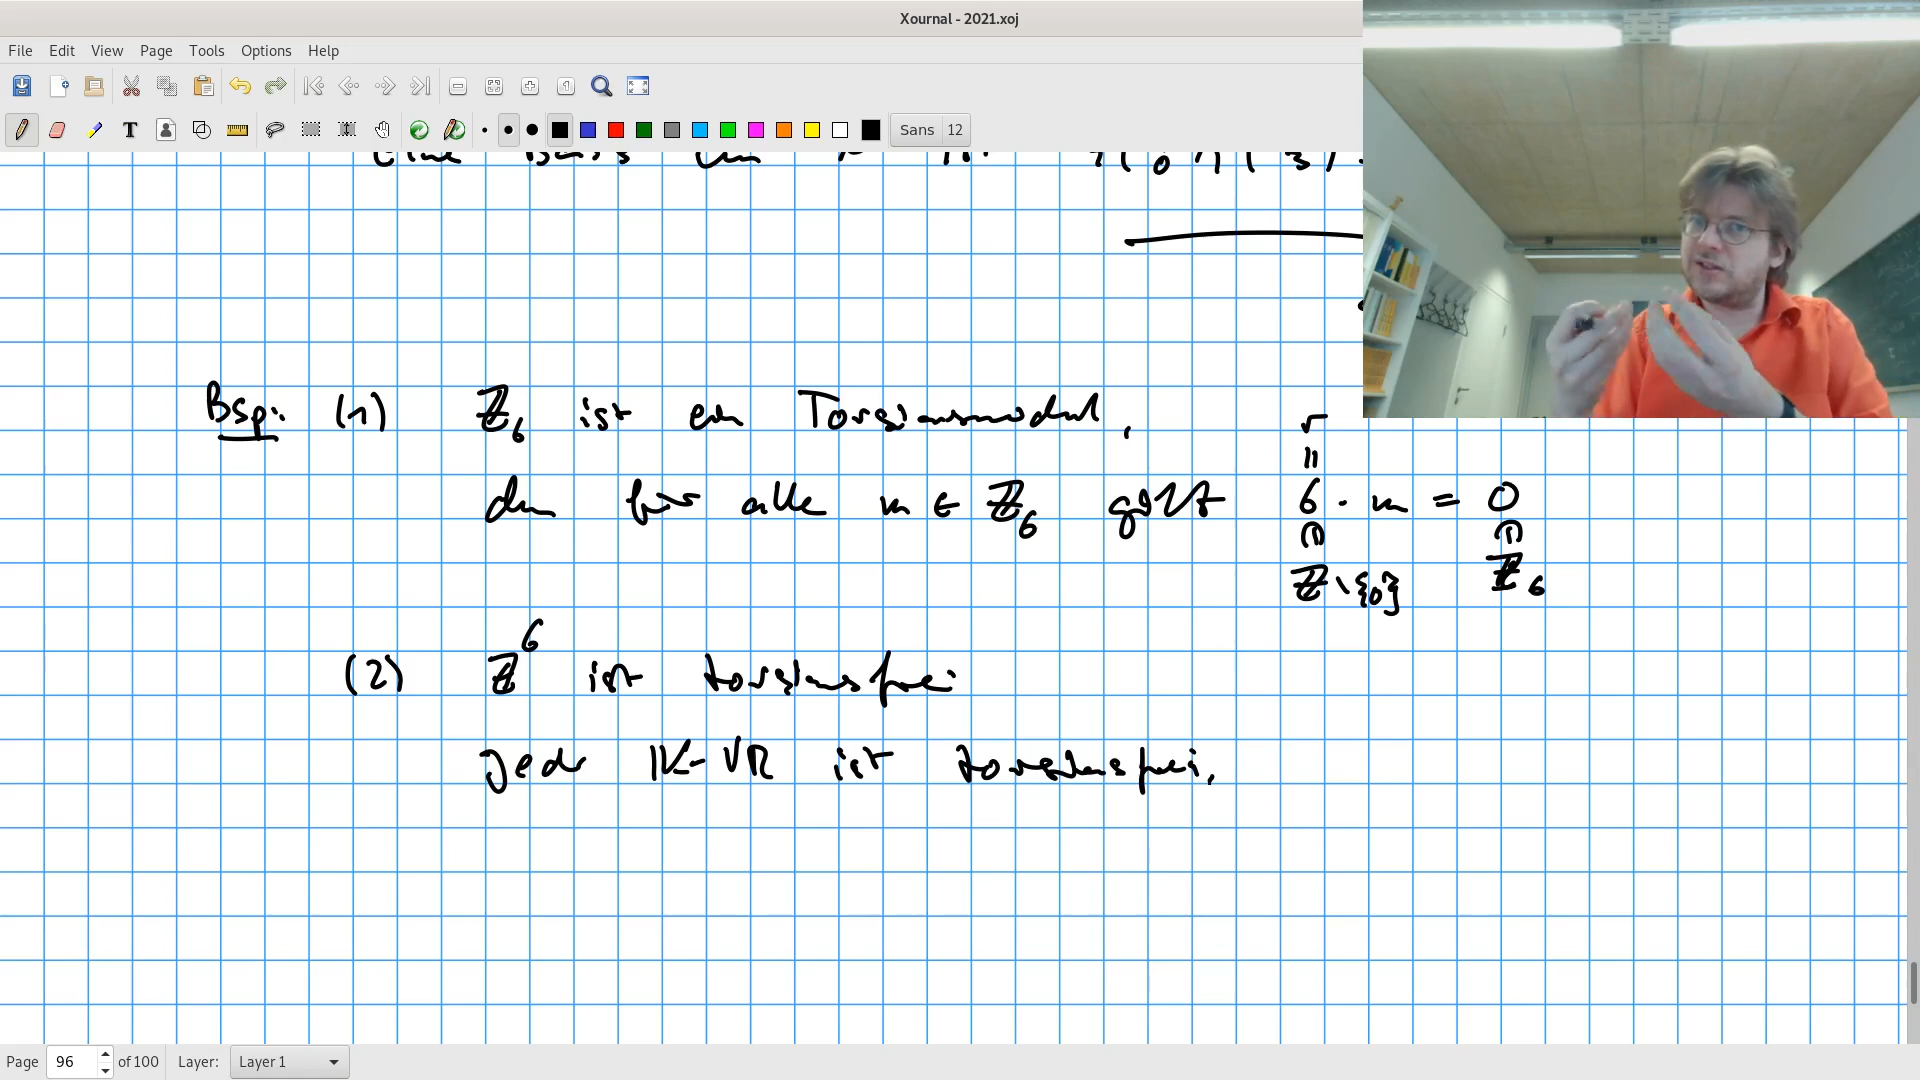 Xournal - 2021.xoj
File Edit View Page Tools Options Help
Sans 12
Bsp: (1) ℤ₆ ist ein Torsionsmodul,
r
=
denn für alle m ∈ ℤ₆ gilt 6 · m = 0
∈ ∈
ℤ\{0} ℤ₆
(2) ℤ⁶ ist torsionsfrei
Jeder K-VR ist torsionsfrei.
Page 96 of 100 Layer: Layer 1